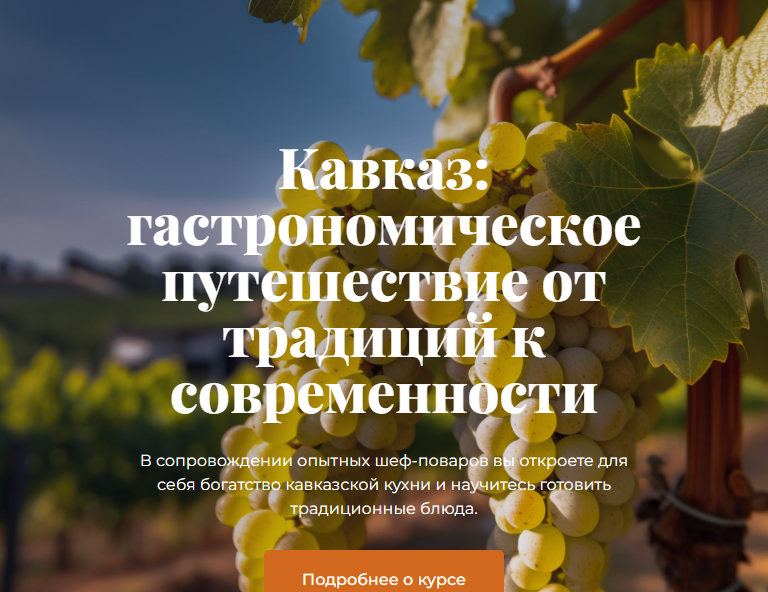 Кавказ:
гастрономическое
путешествие от
традиций к
современности
В сопровождении опытных шеф-поваров вы откроете для
себя богатство кавказской кухни и научитесь готовить
традиционные блюда.
Подробнее о курсе